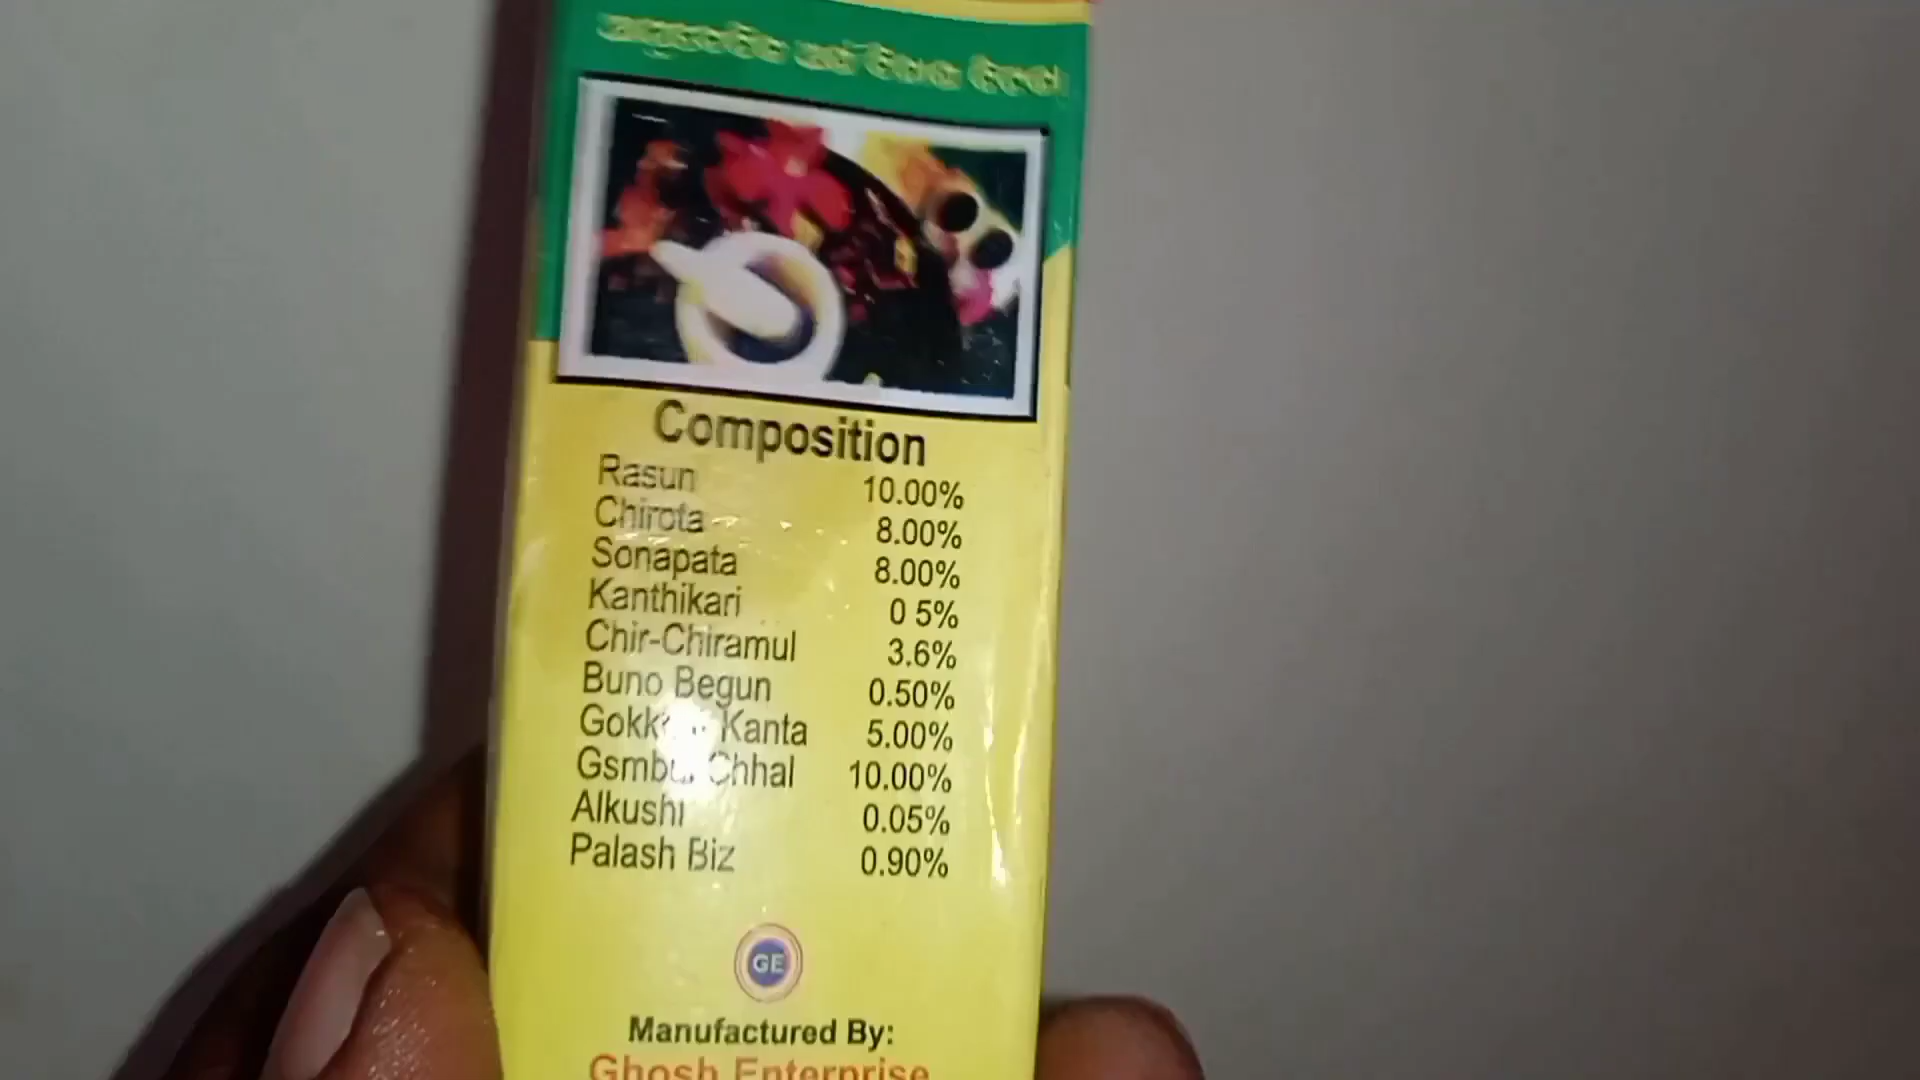 Composition
Rasun 10.00%
Chirota 8.00%
Sonapata 8.00%
Kanthikari 0 5%
Chir-Chiramul 3.6%
Buno Begun 0.50%
Kanta 5.00%
Chhal 10.00%
Alkushi 0.05%
Palash Biz 0.90%
GE
Manufactured By:
Ghosh Enterprise